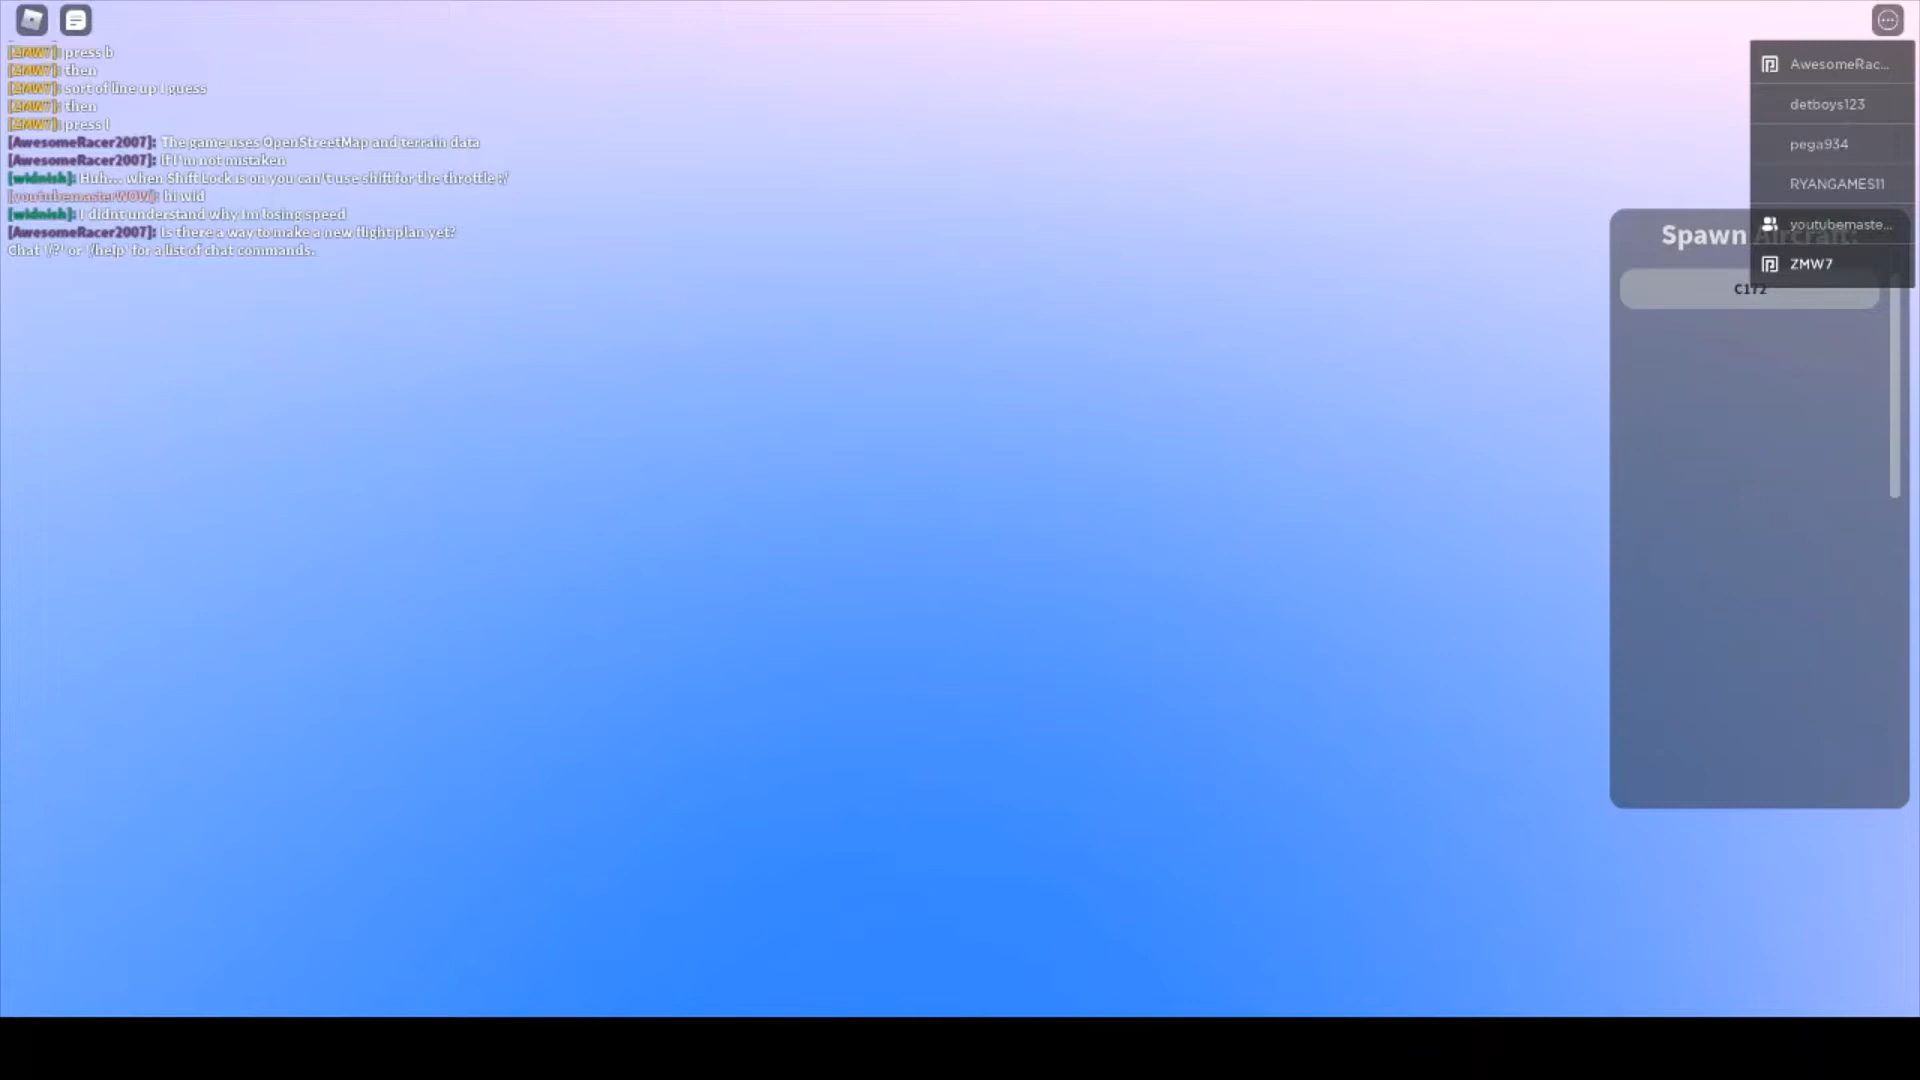 [ZMW7]: press b
[ZMW7]: then
[ZMW7]: sort of line up i guess
[ZMW7]: then
[ZMW7]: press l
[AwesomeRacer2007]: The game uses OpenStreetMap and terrain data
[AwesomeRacer2007]: if I'm not mistaken
[widnish]: Huh... when Shift Lock is on you can't use shift for the throttle :/
[youtubemasterWOW]: hi wid
[widnish]: I didnt understand why im losing speed
[AwesomeRacer2007]: Is there a way to make a new flight plan yet?
Chat '/?' or '/help' for a list of chat commands.
AwesomeRac...
detboys123
pega934
RYANGAMES11
youtubemaste...
ZMW7
Spawn Aircraft:
C172